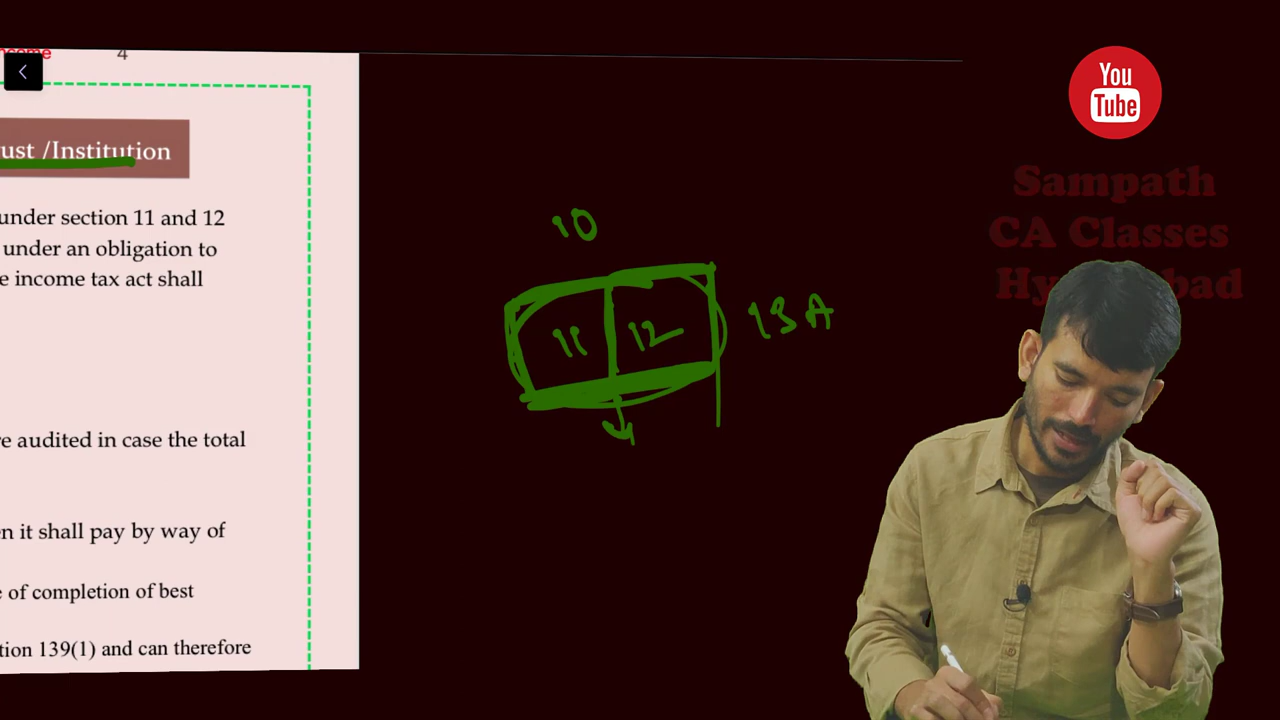 4
ust /Institution
under section 11 and 12
under an obligation to
e income tax act shall
re audited in case the total
n it shall pay by way of
e of completion of best
tion 139(1) and can therefore
10
11 12
13A
You
Tube
Sampath
CA Classes